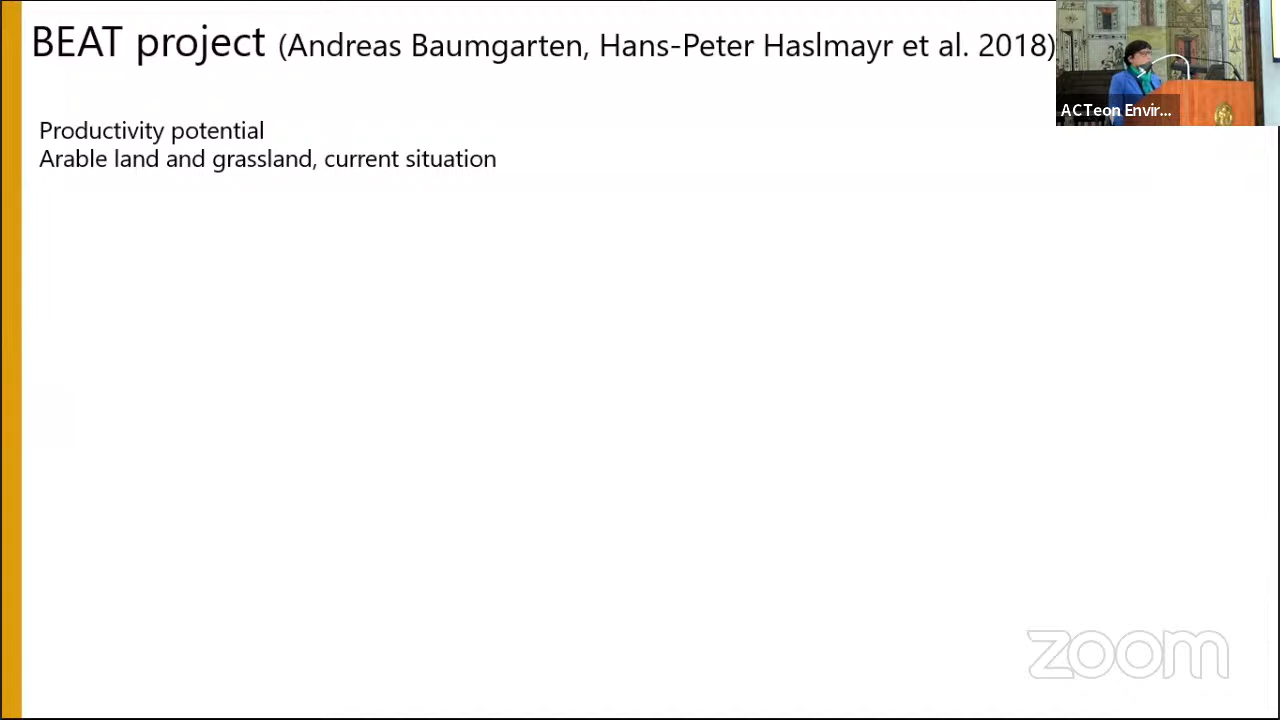 BEAT project (Andreas Baumgarten, Hans-Peter Haslmayr et al. 2018)
ACTeon Envir...
Productivity potential
Arable land and grassland, current situation
zoom